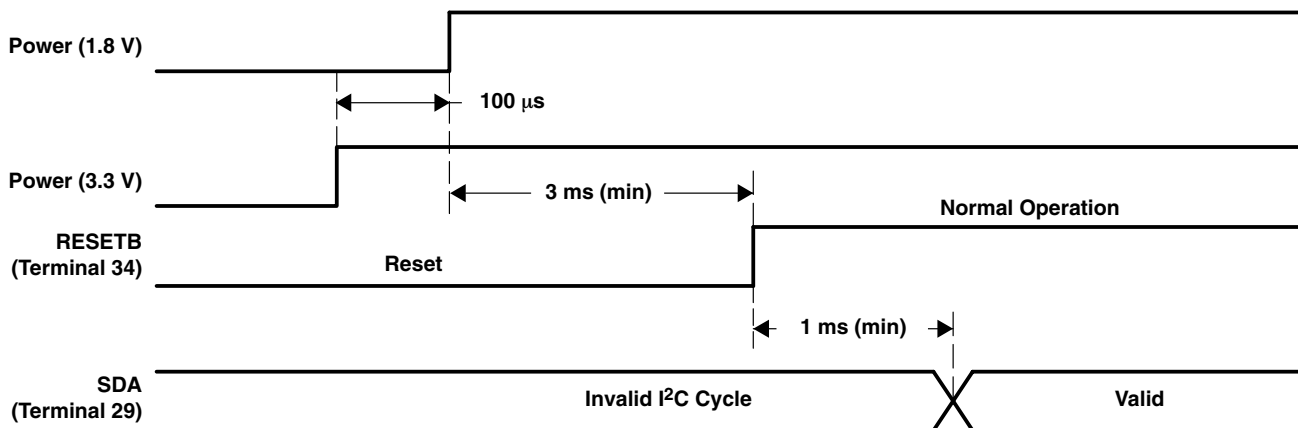 Power (1.8 V)
100 μs
Power (3.3 V)
3 ms (min)
Normal Operation
RESETB
(Terminal 34)
Reset
1 ms (min)
SDA
(Terminal 29)
Invalid I²C Cycle
Valid